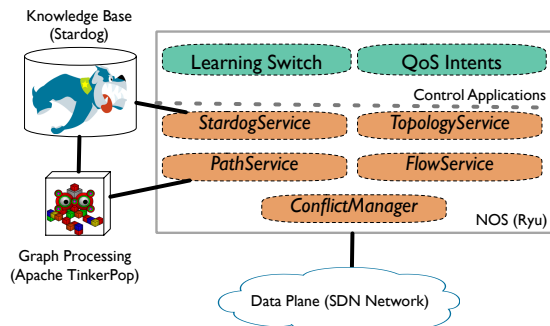 Knowledge Base
(Stardog)
Learning Switch
QoS Intents
Control Applications
StardogService
TopologyService
PathService
FlowService
ConflictManager
NOS (Ryu)
Graph Processing
(Apache TinkerPop)
Data Plane (SDN Network)